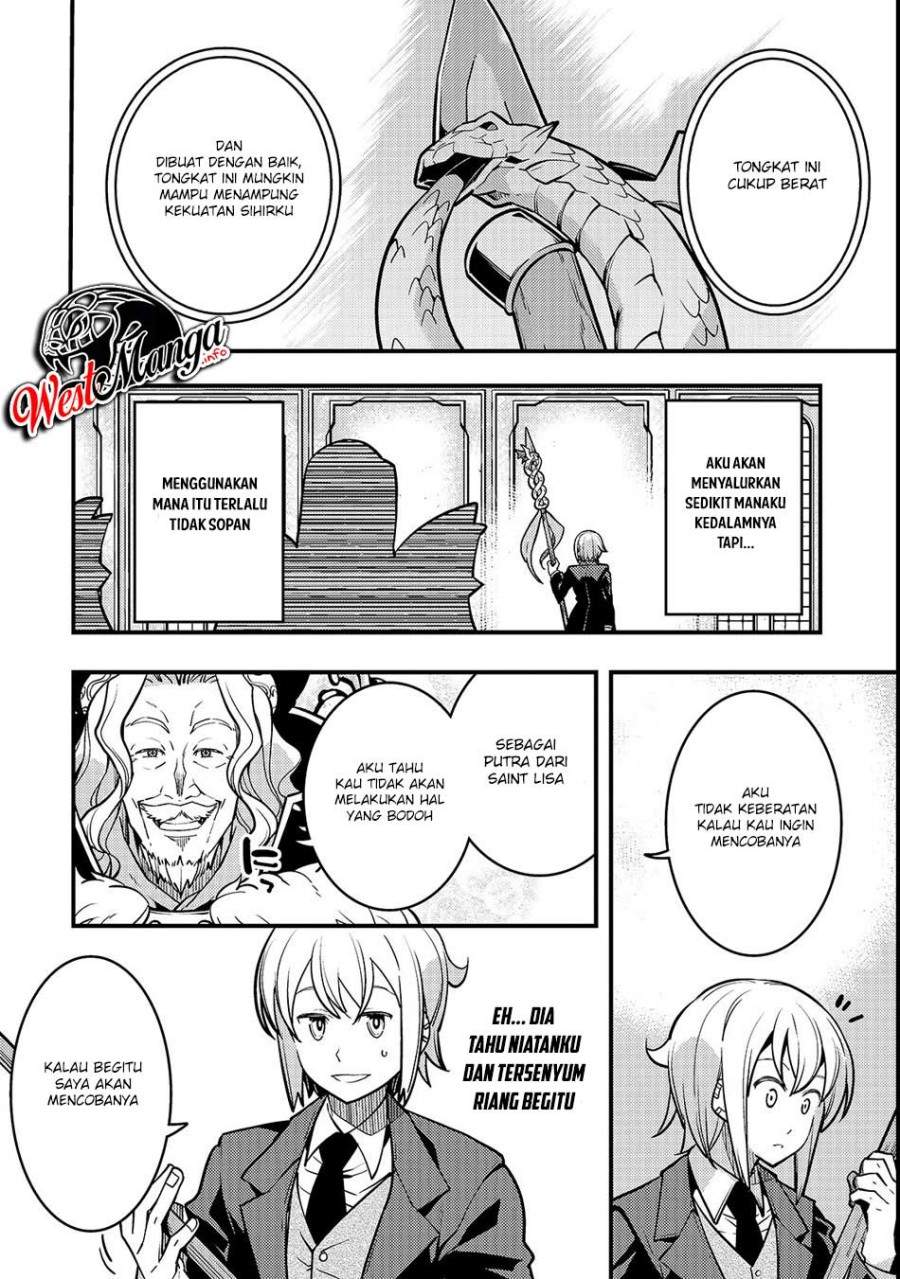 TONGKAT INI
CUKUP BERAT
DAN
DIBUAT DENGAN BAIK,
TONGKAT INI MUNGKIN
MAMPU MENAMPUNG
KEKUATAN SIHIRKU
WestManga
.info
AKU AKAN
MENYALURKAN
SEDIKIT MANAKU
KEDALAMNYA
TAPI...
MENGGUNAKAN
MANA ITU TERLALU
TIDAK SOPAN
AKU
TIDAK KEBERATAN
KALAU KAU INGIN
MENCOBANYA
SEBAGAI
PUTRA DARI
SAINT LISA
AKU TAHU
KAU TIDAK AKAN
MELAKUKAN HAL
YANG BODOH
EH... DIA
TAHU NIATANKU
DAN TERSENYUM
RIANG BEGITU
KALAU BEGITU
SAYA AKAN
MENCOBANYA